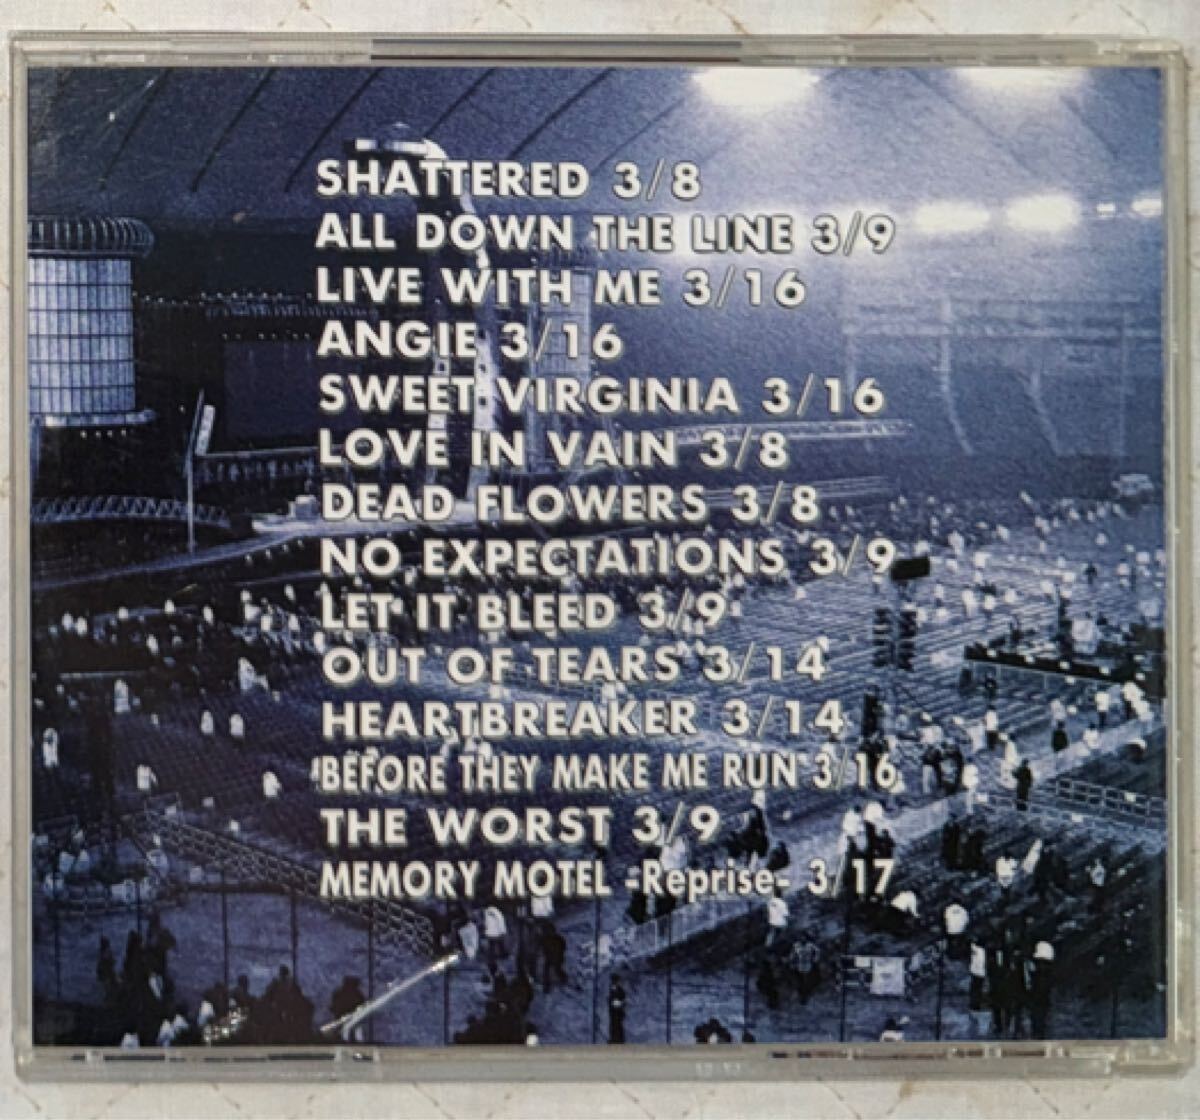 SHATTERED 3/8
ALL DOWN THE LINE 3/9
LIVE WITH ME 3/16
ANGIE 3/16
SWEET VIRGINIA 3/16
LOVE IN VAIN 3/8
DEAD FLOWERS 3/8
NO EXPECTATIONS 3/9
LET IT BLEED 3/9
OUT OF TEARS 3/14
HEARTBREAKER 3/14
BEFORE THEY MAKE ME RUN 3/16
THE WORST 3/9
MEMORY MOTEL -Reprise- 3/17